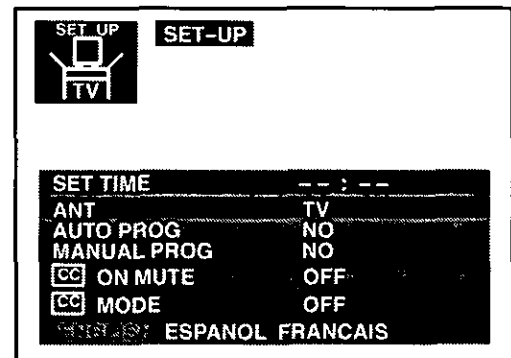 SET UP
SET-UP
TV
SET TIME --:--
ANT TV
AUTO PROG NO
MANUAL PROG NO
CC ON MUTE OFF
CC MODE OFF
ESPANOL FRANCAIS